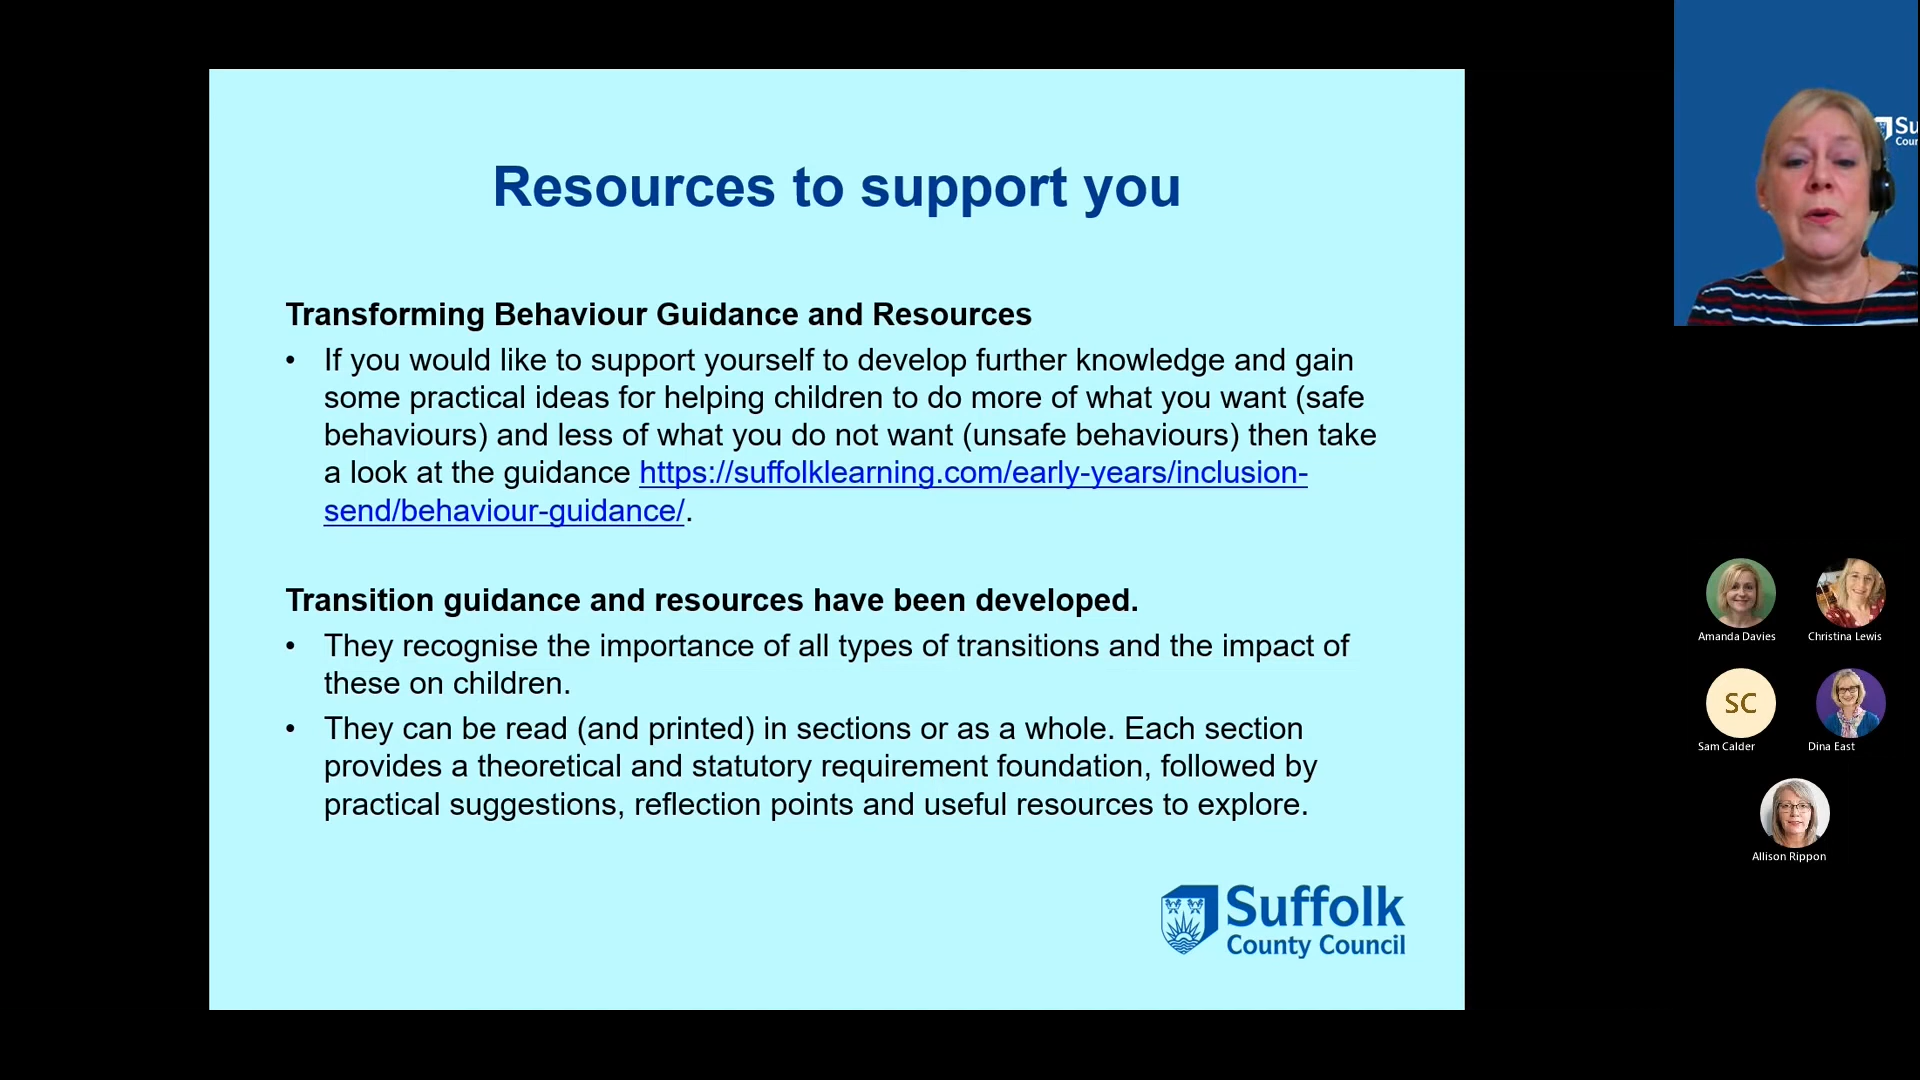 Resources to support you
Transforming Behaviour Guidance and Resources
• If you would like to support yourself to develop further knowledge and gain
some practical ideas for helping children to do more of what you want (safe
behaviours) and less of what you do not want (unsafe behaviours) then take
a look at the guidance https://suffolklearning.com/early-years/inclusion-
send/behaviour-guidance/.
Transition guidance and resources have been developed.
• They recognise the importance of all types of transitions and the impact of
these on children.
• They can be read (and printed) in sections or as a whole. Each section
provides a theoretical and statutory requirement foundation, followed by
practical suggestions, reflection points and useful resources to explore.
Suffolk
County Council
Su
Coun
Amanda Davies
Christina Lewis
SC
Sam Calder
Dina East
Allison Rippon